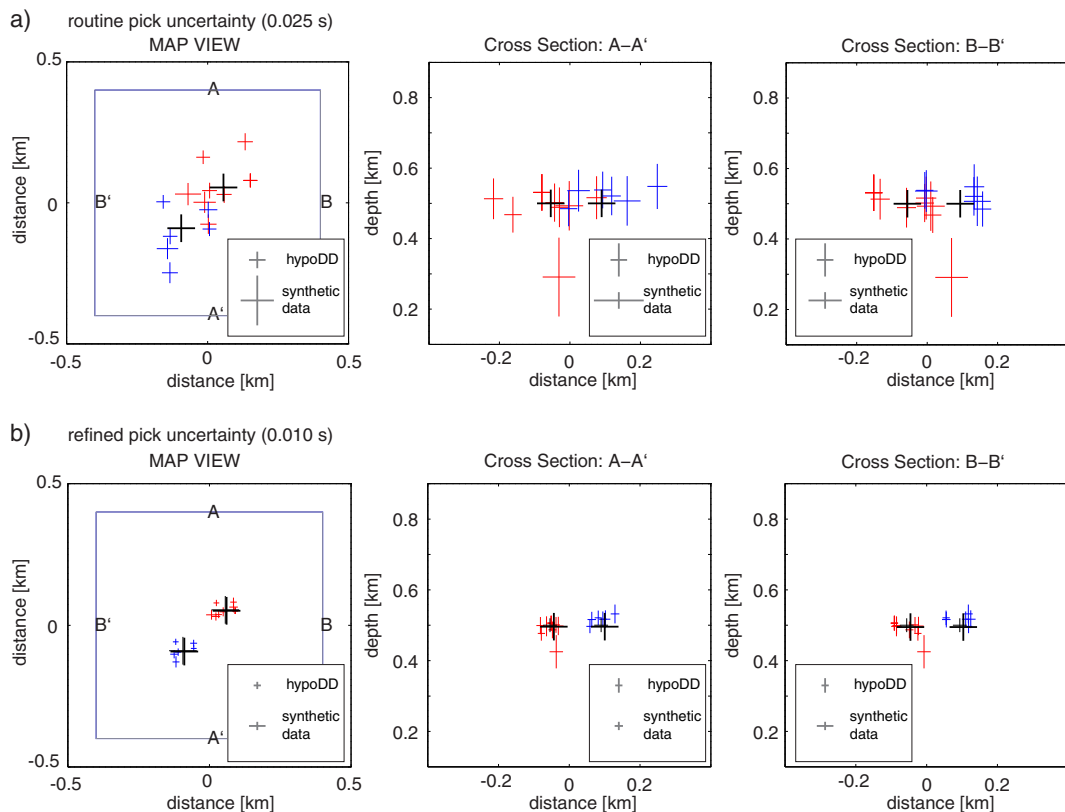 a) routine pick uncertainty (0.025 s)
MAP VIEW
0.5
0
-0.5
distance [km]
A
B‘
B
A‘
hypoDD
synthetic
data
-0.5
0
0.5
distance [km]
Cross Section: A–A‘
depth [km]
0.8
0.6
0.4
0.2
hypoDD
synthetic
data
-0.2
0
0.2
distance [km]
Cross Section: B–B‘
depth [km]
0.8
0.6
0.4
0.2
hypoDD
synthetic
data
-0.2
0
0.2
distance [km]
b) refined pick uncertainty (0.010 s)
MAP VIEW
0.5
0
-0.5
distance [km]
A
B‘
B
A‘
hypoDD
synthetic
data
-0.5
0
0.5
distance [km]
Cross Section: A–A‘
depth [km]
0.8
0.6
0.4
0.2
hypoDD
synthetic
data
-0.2
0
0.2
distance [km]
Cross Section: B–B‘
depth [km]
0.8
0.6
0.4
0.2
hypoDD
synthetic
data
-0.2
0
0.2
distance [km]